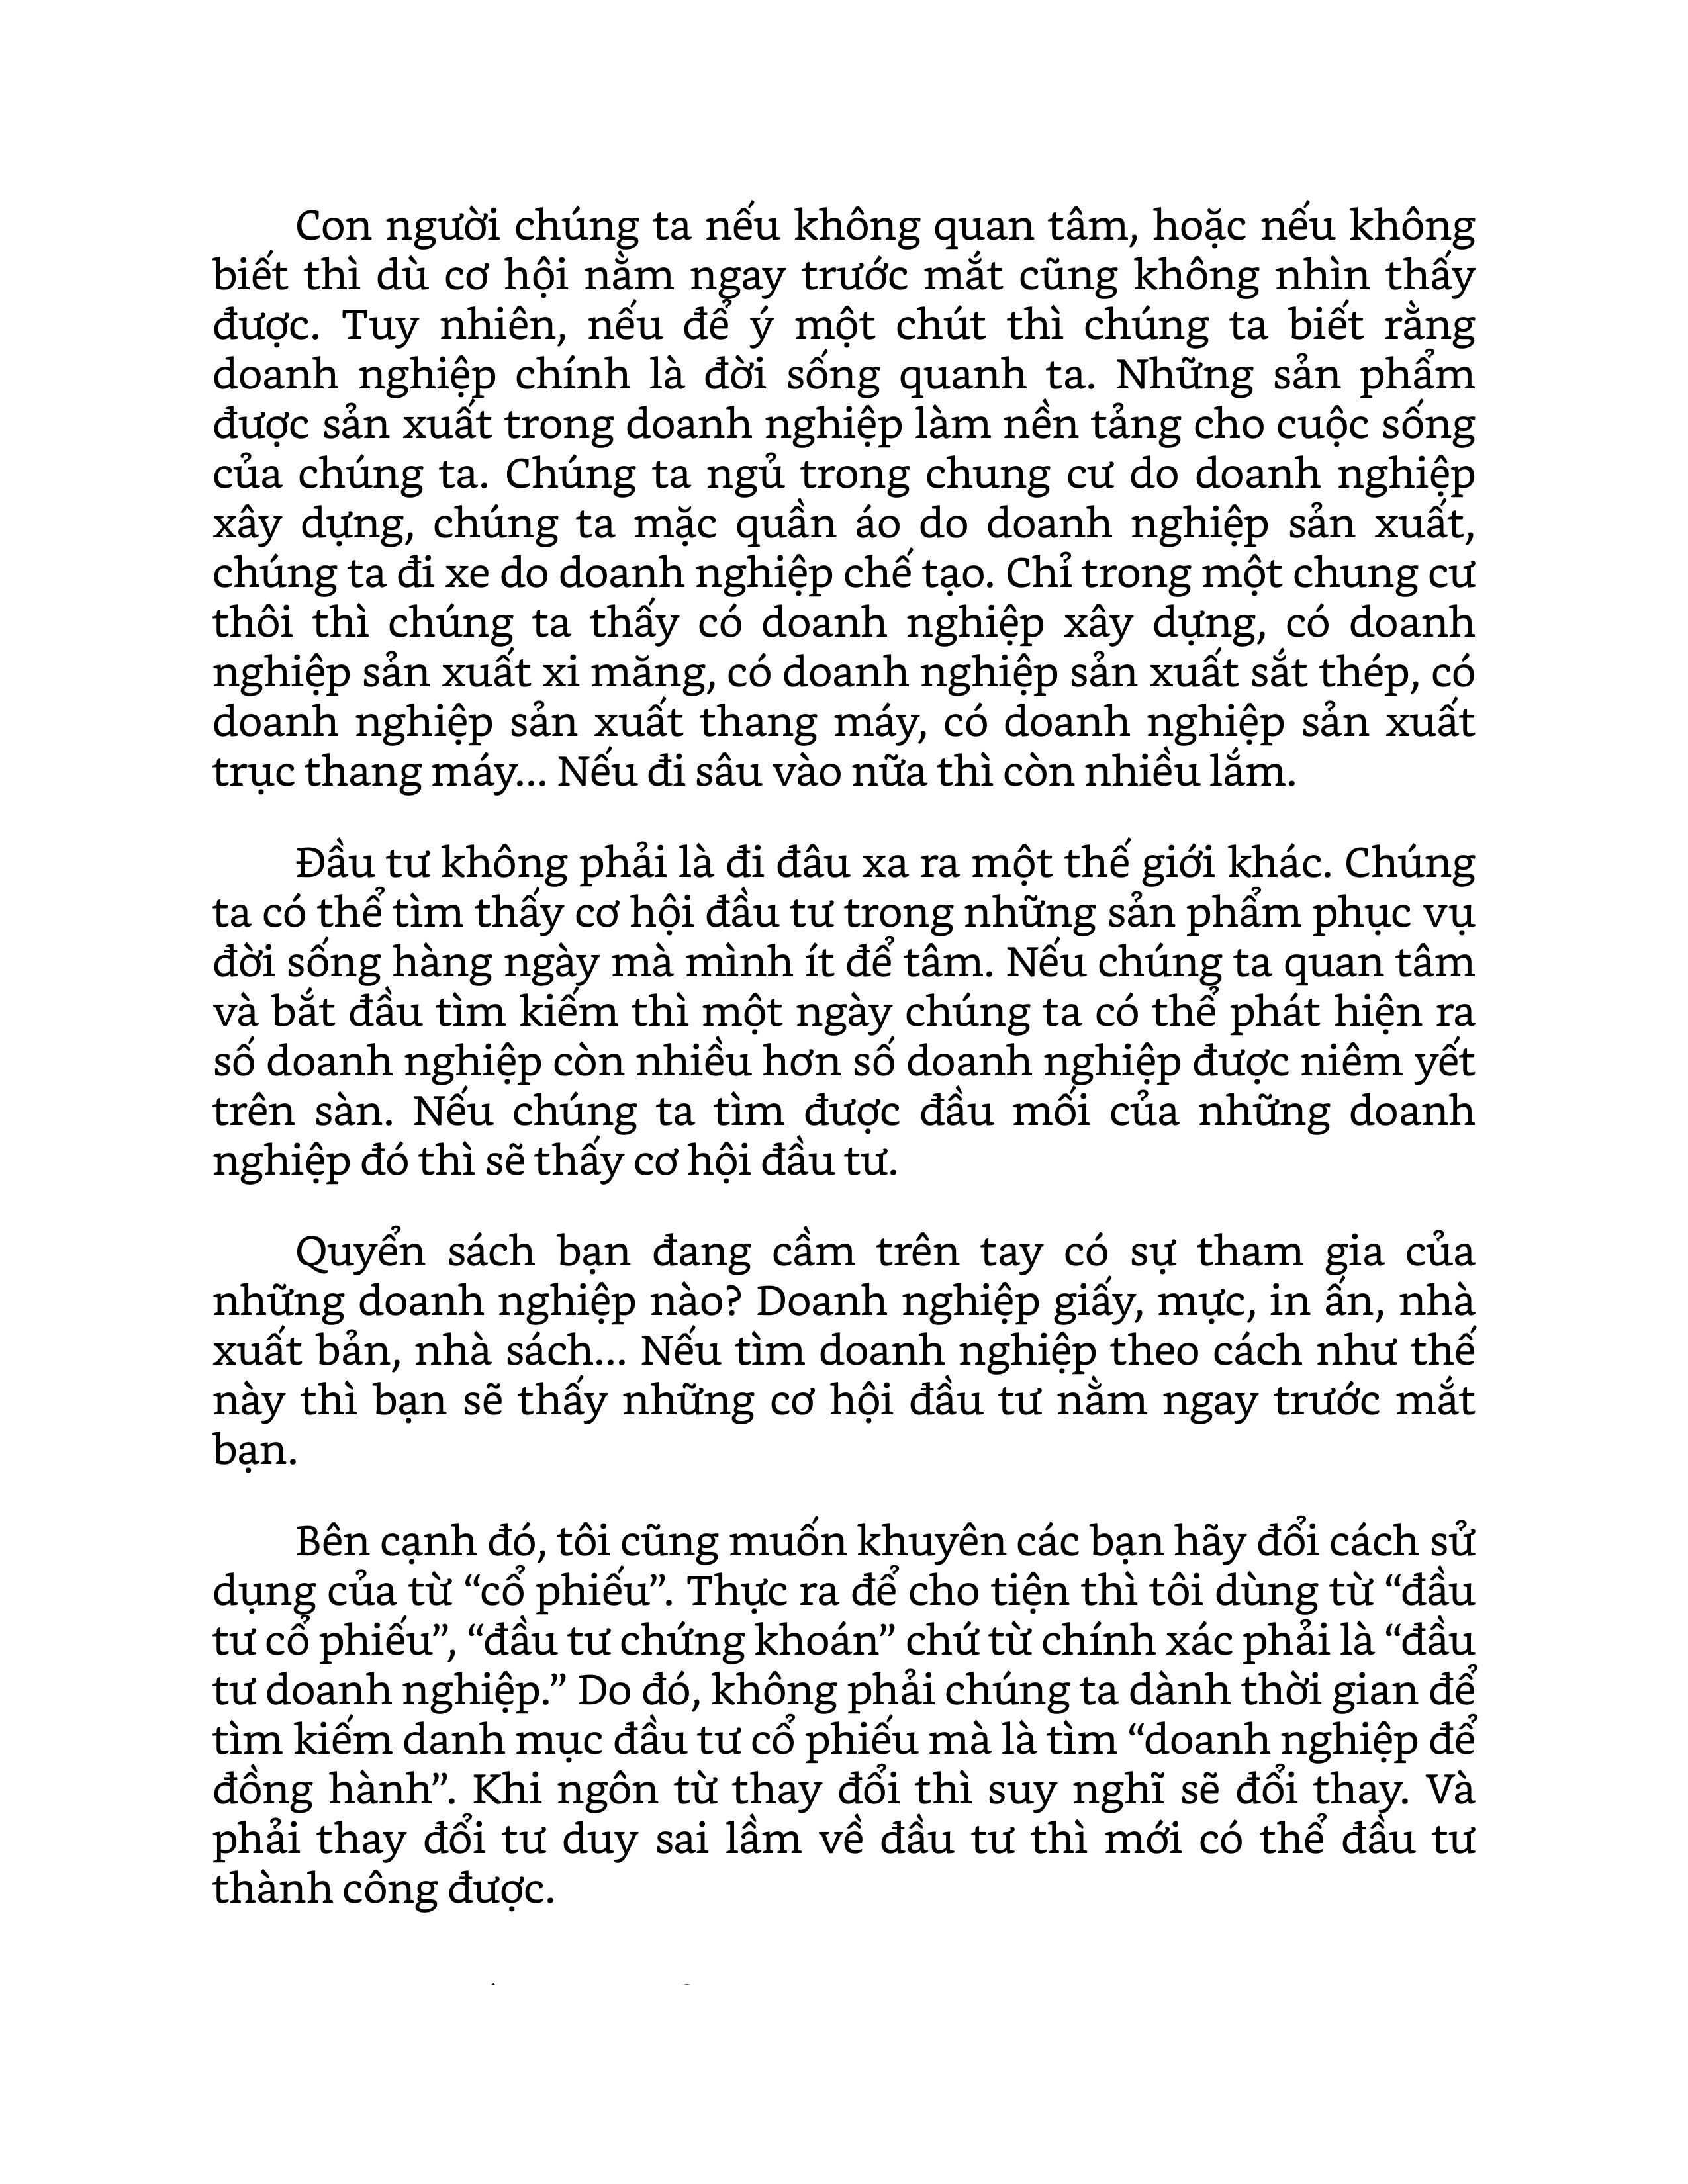 Con người chúng ta nếu không quan tâm, hoặc nếu không
biết thì dù cơ hội nằm ngay trước mắt cũng không nhìn thấy
được. Tuy nhiên, nếu để ý một chút thì chúng ta biết rằng
doanh nghiệp chính là đời sống quanh ta. Những sản phẩm
được sản xuất trong doanh nghiệp làm nền tảng cho cuộc sống
của chúng ta. Chúng ta ngủ trong chung cư do doanh nghiệp
xây dựng, chúng ta mặc quần áo do doanh nghiệp sản xuất,
chúng ta đi xe do doanh nghiệp chế tạo. Chỉ trong một chung cư
thôi thì chúng ta thấy có doanh nghiệp xây dựng, có doanh
nghiệp sản xuất xi măng, có doanh nghiệp sản xuất sắt thép, có
doanh nghiệp sản xuất thang máy, có doanh nghiệp sản xuất
trục thang máy... Nếu đi sâu vào nữa thì còn nhiều lắm.
Đầu tư không phải là đi đâu xa ra một thế giới khác. Chúng
ta có thể tìm thấy cơ hội đầu tư trong những sản phẩm phục vụ
đời sống hàng ngày mà mình ít để tâm. Nếu chúng ta quan tâm
và bắt đầu tìm kiếm thì một ngày chúng ta có thể phát hiện ra
số doanh nghiệp còn nhiều hơn số doanh nghiệp được niêm yết
trên sàn. Nếu chúng ta tìm được đầu mối của những doanh
nghiệp đó thì sẽ thấy cơ hội đầu tư.
Quyển sách bạn đang cầm trên tay có sự tham gia của
những doanh nghiệp nào? Doanh nghiệp giấy, mực, in ấn, nhà
xuất bản, nhà sách... Nếu tìm doanh nghiệp theo cách như thế
này thì bạn sẽ thấy những cơ hội đầu tư nằm ngay trước mắt
bạn.
Bên cạnh đó, tôi cũng muốn khuyên các bạn hãy đổi cách sử
dụng của từ “cổ phiếu”. Thực ra để cho tiện thì tôi dùng từ “đầu
tư cổ phiếu”, “đầu tư chứng khoán” chứ từ chính xác phải là “đầu
tư doanh nghiệp.” Do đó, không phải chúng ta dành thời gian để
tìm kiếm danh mục đầu tư cổ phiếu mà là tìm “doanh nghiệp để
đồng hành”. Khi ngôn từ thay đổi thì suy nghĩ sẽ đổi thay. Và
phải thay đổi tư duy sai lầm về đầu tư thì mới có thể đầu tư
thành công được.